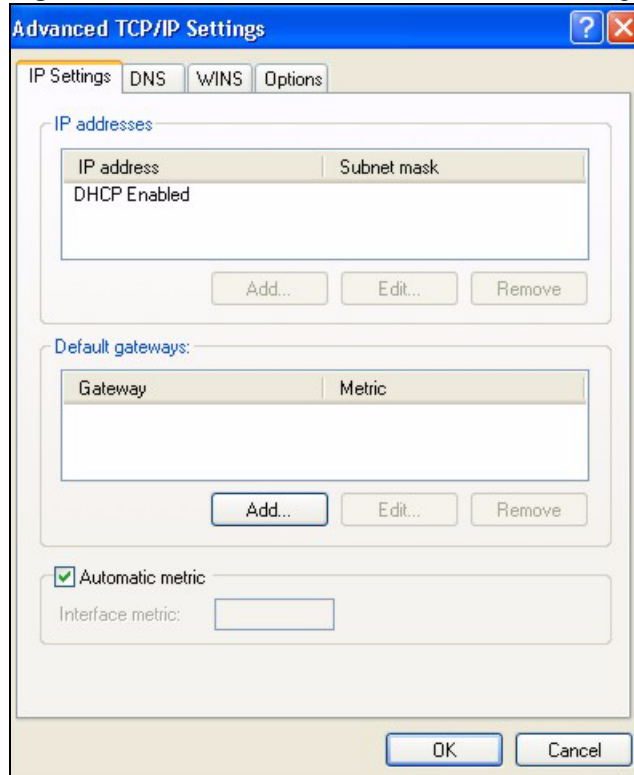 Advanced TCP/IP Settings
IP Settings DNS WINS Options
IP addresses
IP address Subnet mask
DHCP Enabled
Add... Edit... Remove
Default gateways:
Gateway Metric
Add... Edit... Remove
Automatic metric
Interface metric:
OK Cancel